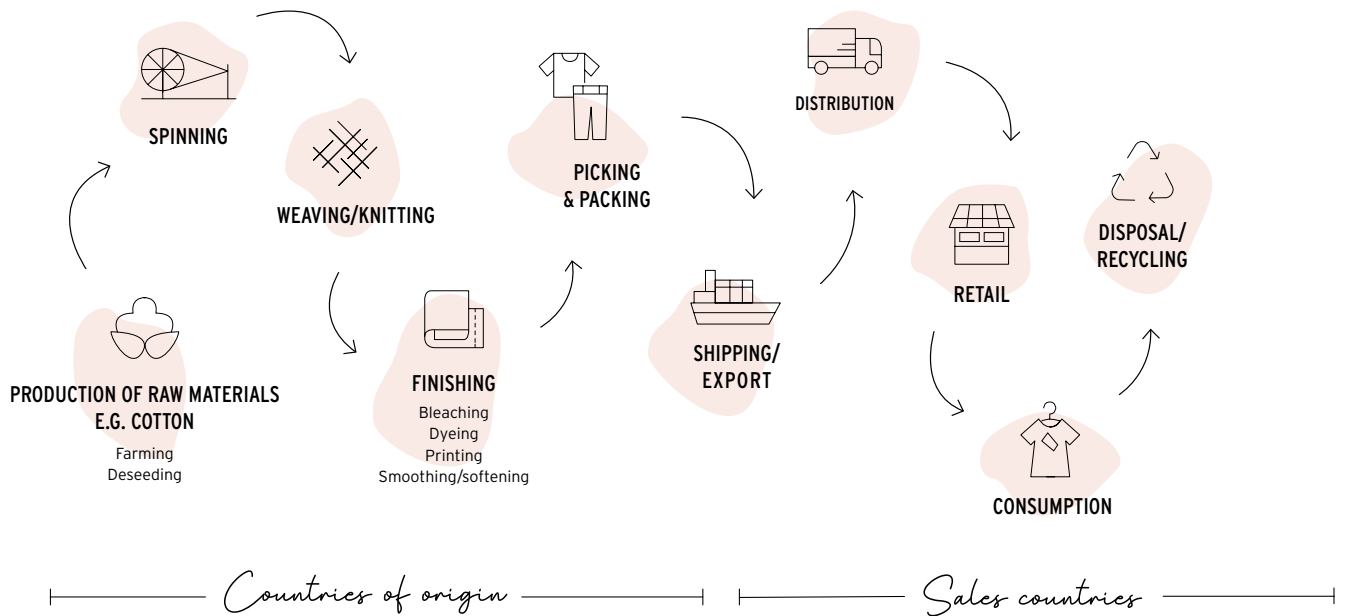 SPINNING
WEAVING/KNITTING
PRODUCTION OF RAW MATERIALS
E.G. COTTON
Farming
Deseeding
FINISHING
Bleaching
Dyeing
Printing
Smoothing/softening
PICKING
& PACKING
SHIPPING/
EXPORT
DISTRIBUTION
RETAIL
CONSUMPTION
DISPOSAL/
RECYCLING
Countries of origin
Sales countries